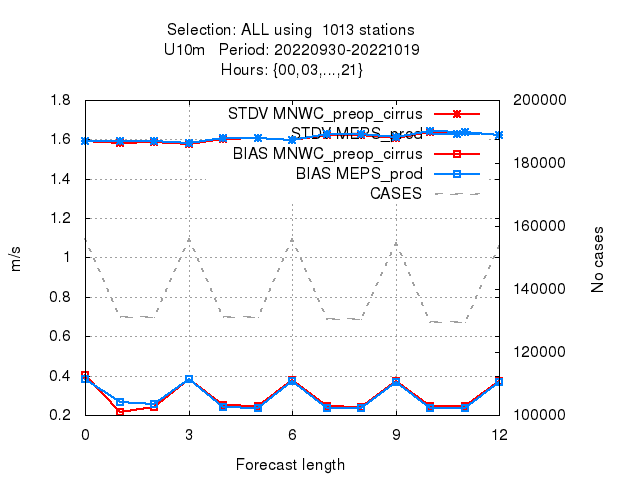 Selection: ALL using  1013 stations
U10m   Period: 20220930-20221019
Hours: {00,03,...,21}
1.8
1.6
1.4
1.2
1
0.8
0.6
0.4
0.2
m/s
STDV MNWC_preop_cirrus
STDV MEPS_prod
BIAS MNWC_preop_cirrus
BIAS MEPS_prod
CASES
200000
180000
160000
140000
120000
100000
No cases
0
3
6
9
12
Forecast length